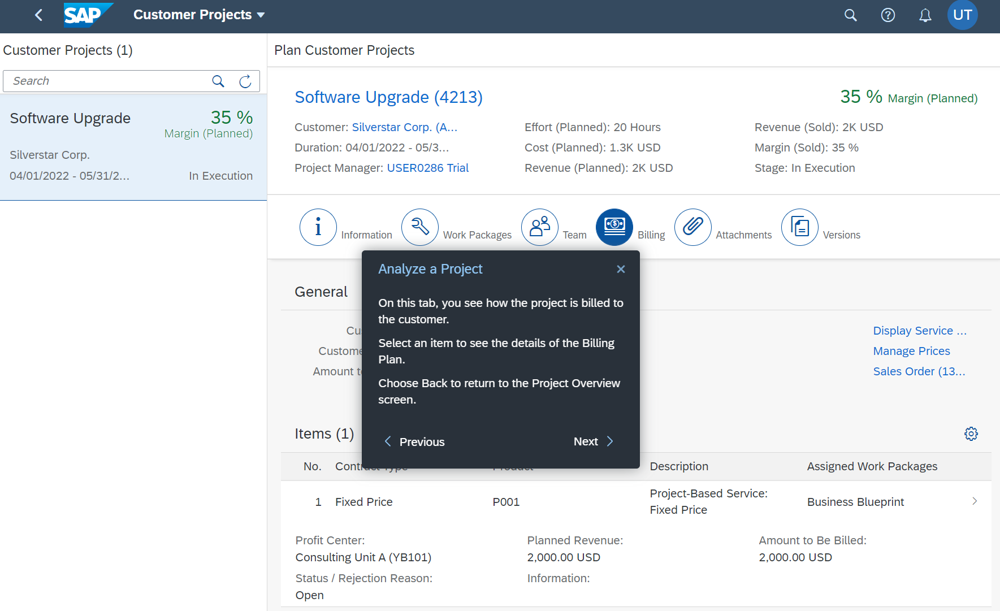 SAP
Customer Projects
UT
Customer Projects (1)
Search
Software Upgrade
35 %
Margin (Planned)
Silverstar Corp.
04/01/2022 - 05/31/2...
In Execution
Plan Customer Projects
Software Upgrade (4213)
35 % Margin (Planned)
Customer: Silverstar Corp. (A...
Duration: 04/01/2022 - 05/3...
Project Manager: USER0286 Trial
Effort (Planned): 20 Hours
Cost (Planned): 1.3K USD
Revenue (Planned): 2K USD
Revenue (Sold): 2K USD
Margin (Sold): 35 %
Stage: In Execution
Information
Work Packages
Team
Billing
Attachments
Versions
Analyze a Project
On this tab, you see how the project is billed to
the customer.
Select an item to see the details of the Billing
Plan.
Choose Back to return to the Project Overview
screen.
Previous
Next
General
Custome
Amount
Display Service ...
Manage Prices
Sales Order (13...
Items (1)
No. Contract Type Product Description Assigned Work Packages
1 Fixed Price P001 Project-Based Service: Business Blueprint
Fixed Price
Profit Center:
Consulting Unit A (YB101)
Planned Revenue:
2,000.00 USD
Amount to Be Billed:
2,000.00 USD
Status / Rejection Reason:
Open
Information: